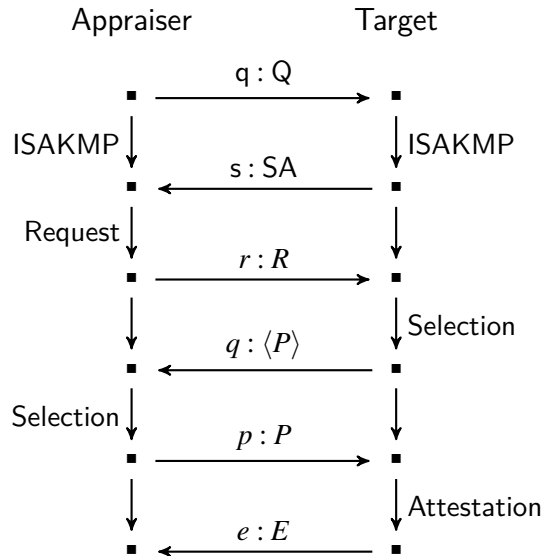 Appraiser Target
q : Q
ISAKMP ISAKMP
s : SA
Request
r : R
Selection
q : ⟨P⟩
Selection
p : P
Attestation
e : E